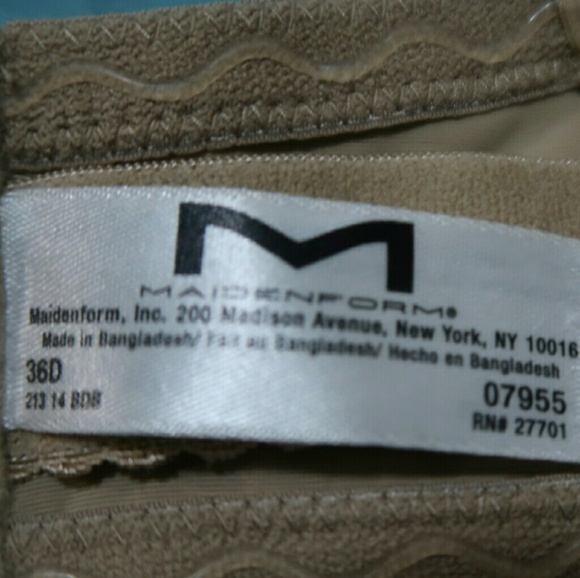 M
MAIDENFORM®
Maidenform, Inc. 200 Madison Avenue, New York, NY 10016
Made in Bangladesh/ Fait au Bangladesh/ Hecho en Bangladesh
36D
07955
213 14 BDB
RN# 27701